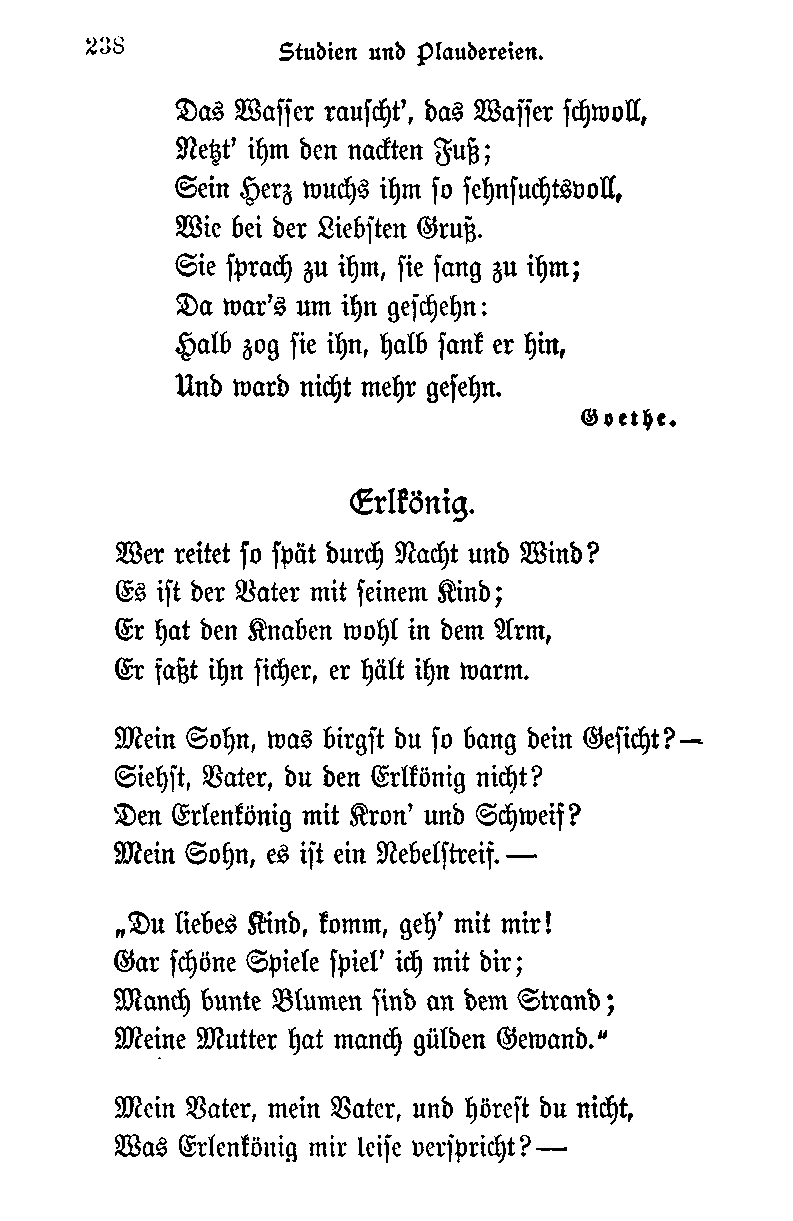 238
Studien und Plaudereien.
Das Wasser rauscht', das Wasser schwoll,
Netzt' ihm den nackten Fuß;
Sein Herz wuchs ihm so sehnsuchtsvoll,
Wie bei der Liebsten Gruß.
Sie sprach zu ihm, sie sang zu ihm;
Da war's um ihn geschehn:
Halb zog sie ihn, halb sank er hin,
Und ward nicht mehr gesehn.
Goethe.
Erlkönig.
Wer reitet so spät durch Nacht und Wind?
Es ist der Vater mit seinem Kind;
Er hat den Knaben wohl in dem Arm,
Er faßt ihn sicher, er hält ihn warm.
Mein Sohn, was birgst du so bang dein Gesicht?—
Siehst, Vater, du den Erlkönig nicht?
Den Erlenkönig mit Kron' und Schweif?
Mein Sohn, es ist ein Nebelstreif.—
„Du liebes Kind, komm, geh' mit mir!
Gar schöne Spiele spiel' ich mit dir;
Manch bunte Blumen sind an dem Strand;
Meine Mutter hat manch gülden Gewand."
Mein Vater, mein Vater, und hörest du nicht,
Was Erlenkönig mir leise verspricht?—